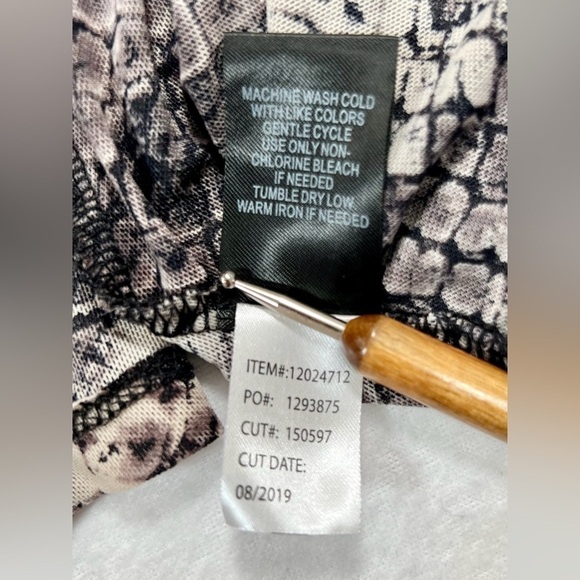 MACHINE WASH COLD
WITH LIKE COLORS
GENTLE CYCLE
USE ONLY NON-
CHLORINE BLEACH
IF NEEDED
TUMBLE DRY LOW
WARM IRON IF NEEDED
ITEM#:12024712
PO#: 1293875
CUT#: 150597
CUT DATE:
08/2019